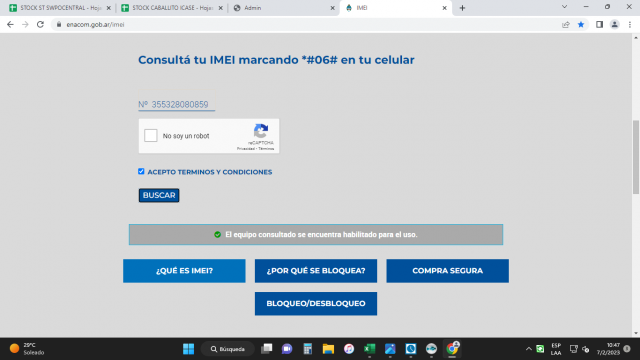 STOCK ST SWPOCENTRAL - Hoja
STOCK CABALLITO ICASE - Hoja
Admin
IMEI
enacom.gob.ar/imei
Consultá tu IMEI marcando *#06# en tu celular
Nº 355328080859
No soy un robot
reCAPTCHA
Privacidad - Términos
ACEPTO TERMINOS Y CONDICIONES
BUSCAR
El equipo consultado se encuentra habilitado para el uso.
¿QUÉ ES IMEI?
¿POR QUÉ SE BLOQUEA?
COMPRA SEGURA
BLOQUEO/DESBLOQUEO
29°C
Soleado
Búsqueda
ESP
LAA
10:47
7/2/2023